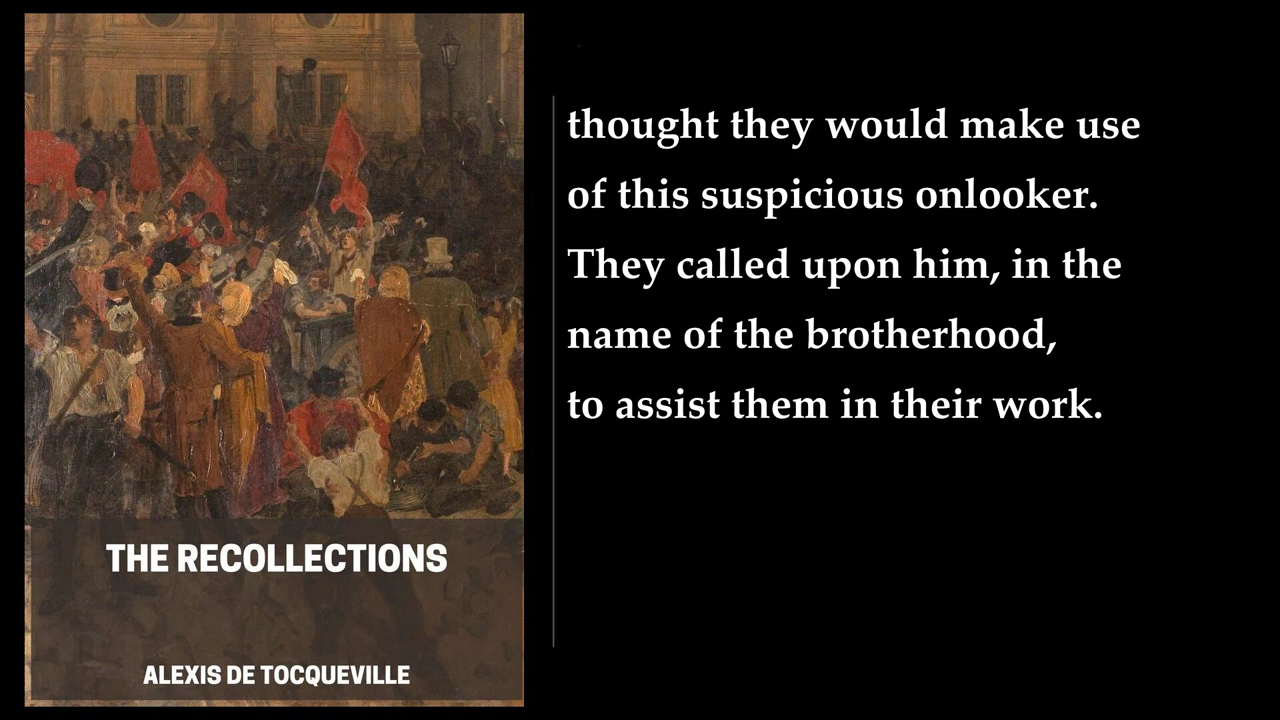 THE RECOLLECTIONS
ALEXIS DE TOCQUEVILLE
thought they would make use
of this suspicious onlooker.
They called upon him, in the
name of the brotherhood,
to assist them in their work.